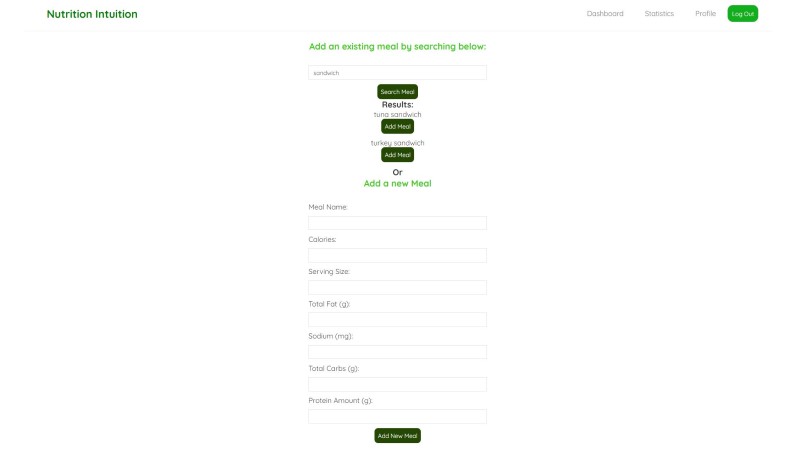 Nutrition Intuition
Dashboard
Statistics
Profile
Log Out
Add an existing meal by searching below:
sandwich
Search Meal
Results:
tuna sandwich
Add Meal
turkey sandwich
Add Meal
Or
Add a new Meal
Meal Name:
Calories:
Serving Size:
Total Fat (g):
Sodium (mg):
Total Carbs (g):
Protein Amount (g):
Add New Meal